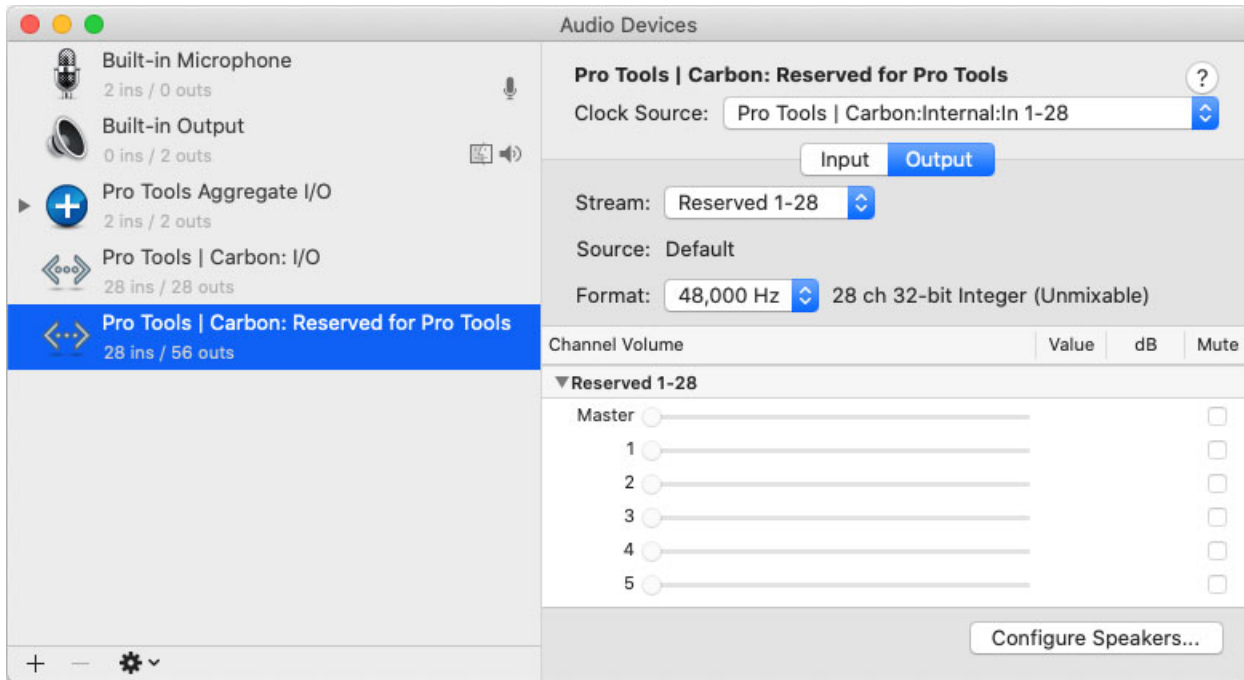 Audio Devices
Built-in Microphone
2 ins / 0 outs
Built-in Output
0 ins / 2 outs
Pro Tools Aggregate I/O
2 ins / 2 outs
Pro Tools | Carbon: I/O
28 ins / 28 outs
Pro Tools | Carbon: Reserved for Pro Tools
28 ins / 56 outs
Pro Tools | Carbon: Reserved for Pro Tools
?
Clock Source: Pro Tools | Carbon:Internal:In 1-28
Input Output
Stream: Reserved 1-28
Source: Default
Format: 48,000 Hz 28 ch 32-bit Integer (Unmixable)
Channel Volume Value dB Mute
Reserved 1-28
Master
1
2
3
4
5
Configure Speakers...